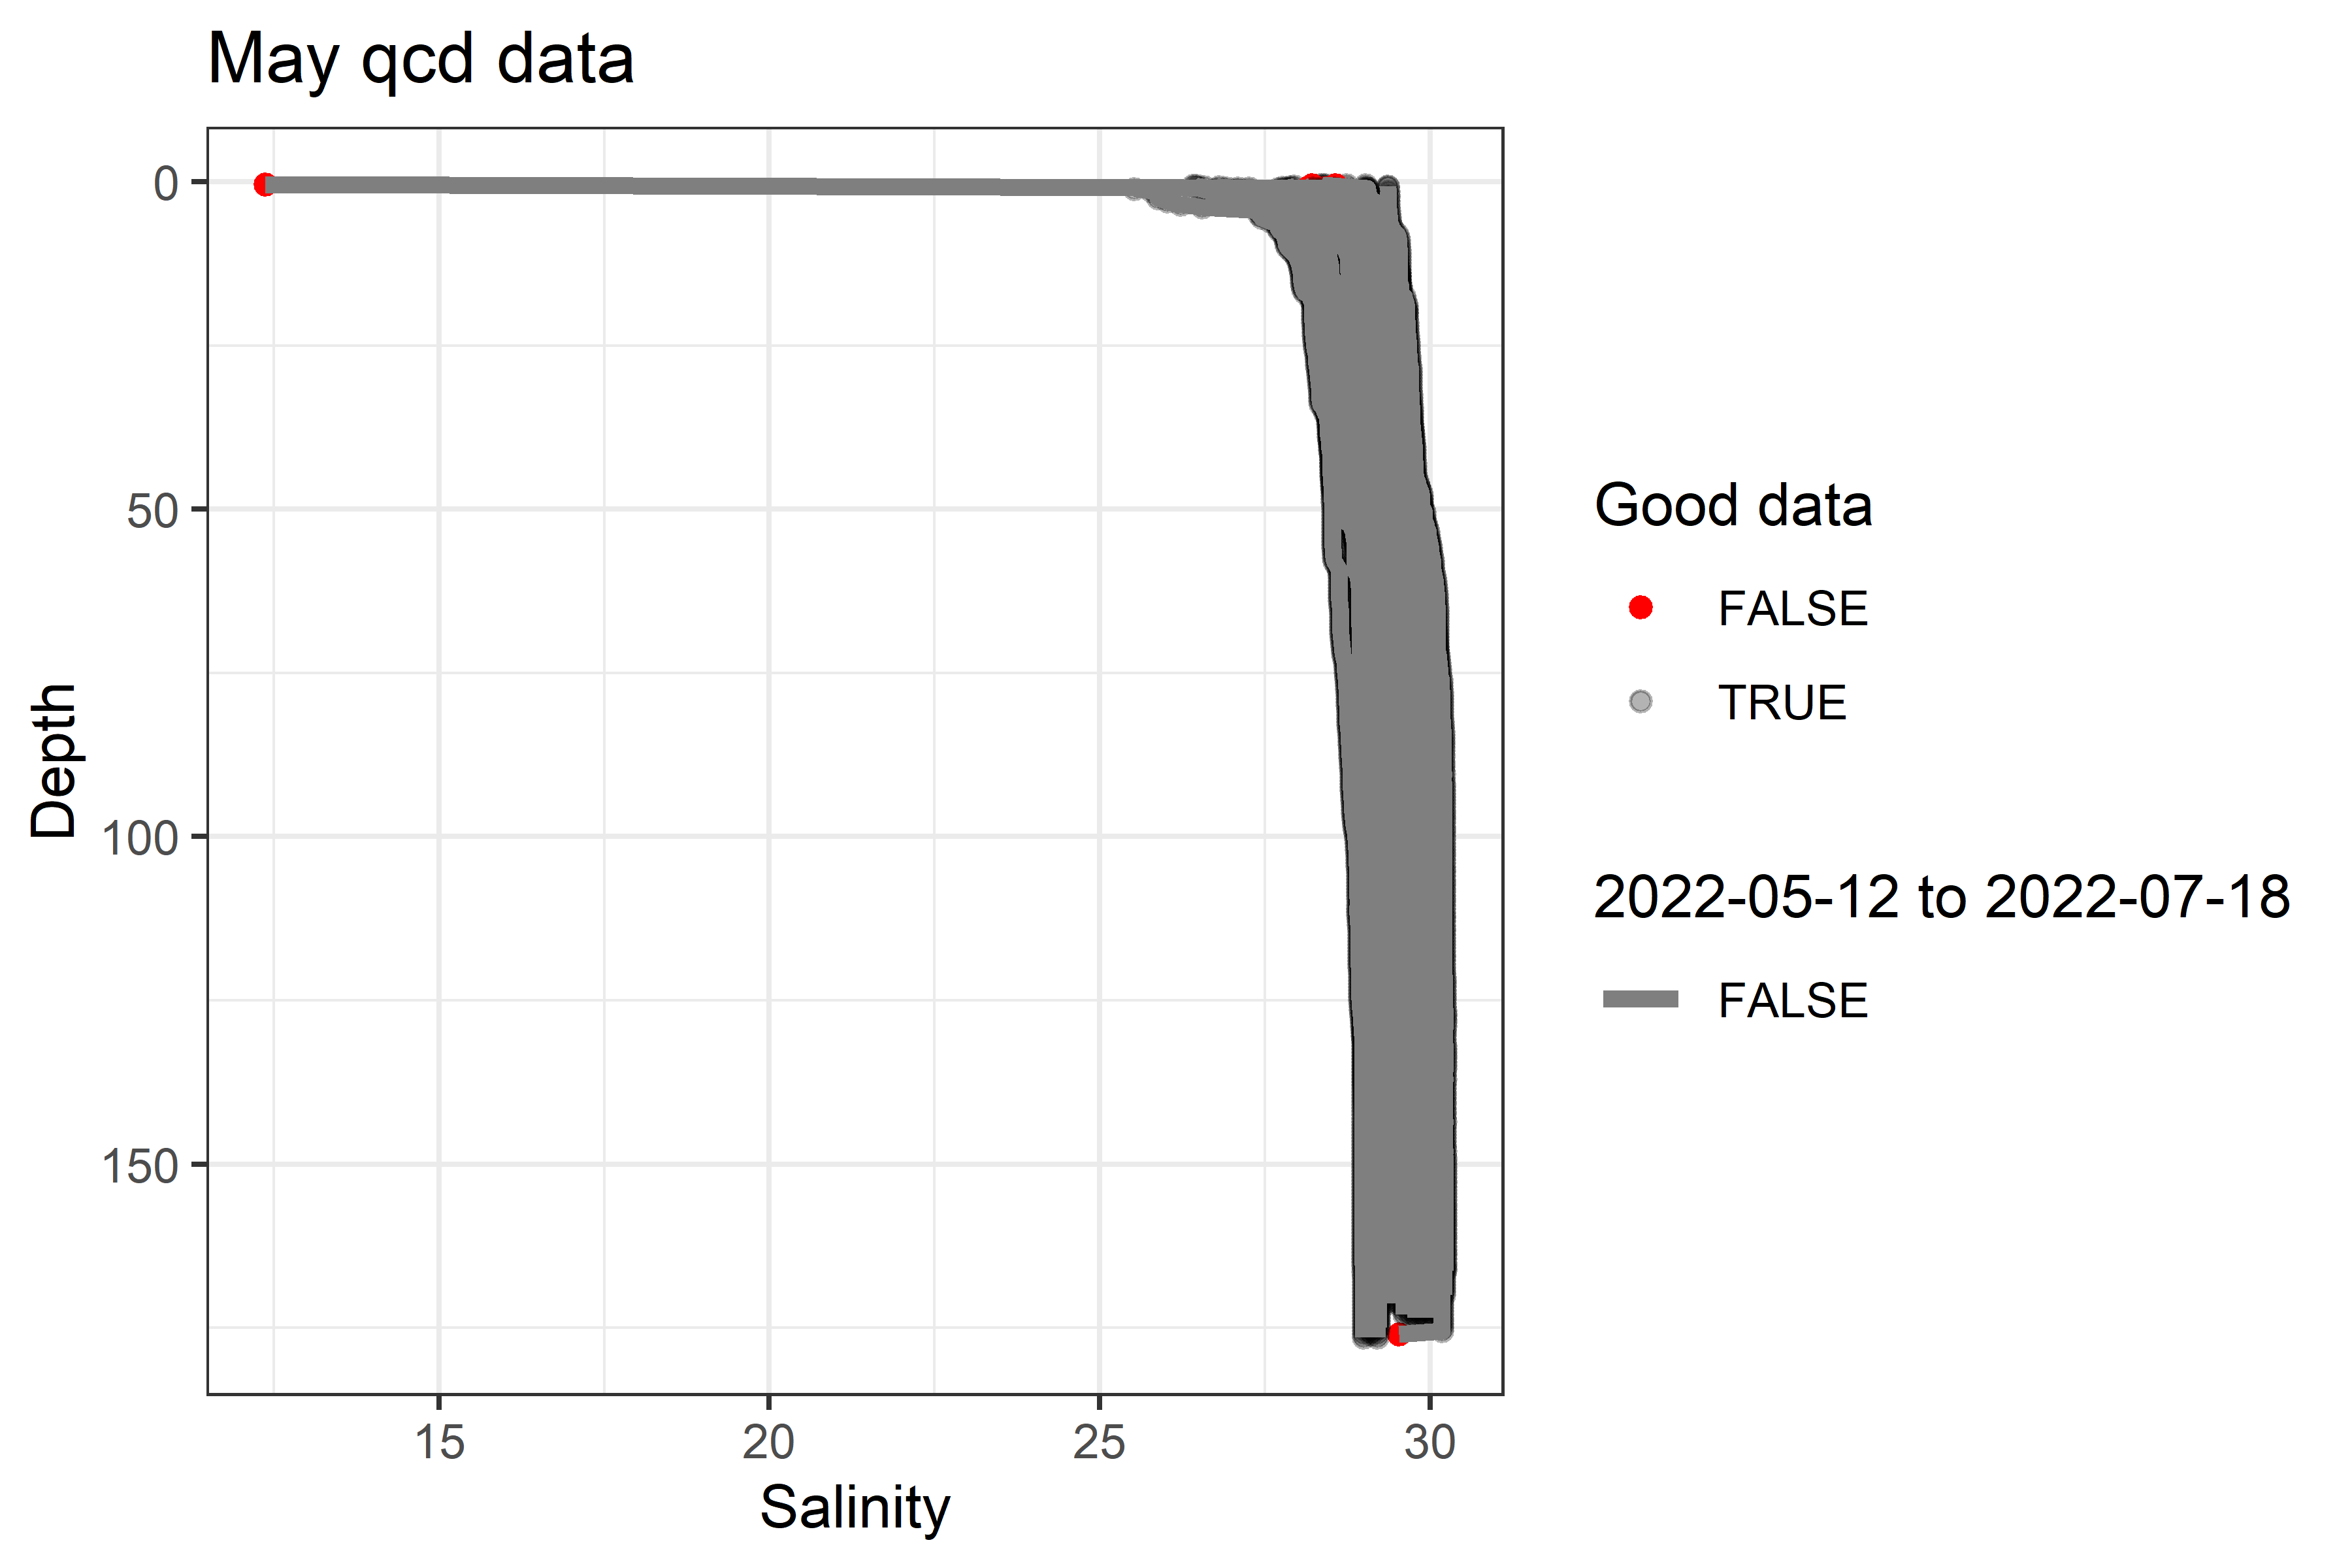 May qcd data
0
50
100
150
Depth
15
20
25
30
Salinity
Good data
FALSE
TRUE
2022-05-12 to 2022-07-18
FALSE